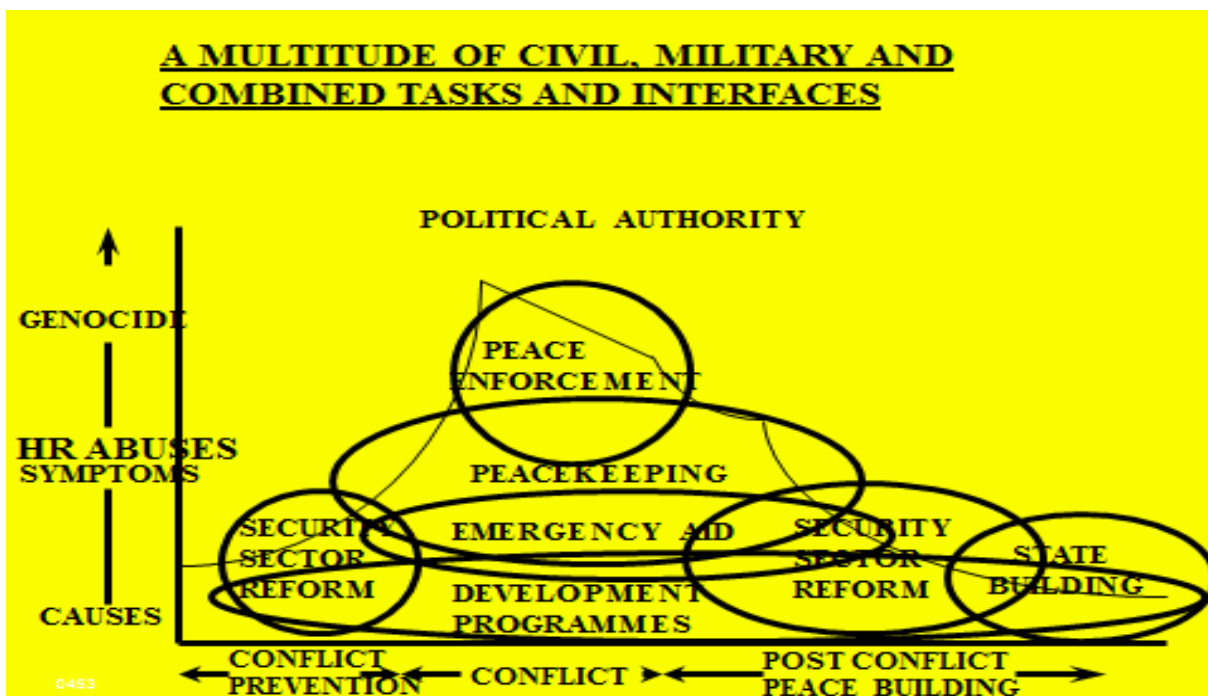 A MULTITUDE OF CIVIL, MILITARY AND
COMBINED TASKS AND INTERFACES
POLITICAL AUTHORITY
GENOCIDE
PEACE
ENFORCEMENT
HR ABUSES
SYMPTOMS
PEACEKEEPING
SECURITY
SECTOR
REFORM
EMERGENCY AID
SECURITY
SECTOR
REFORM
STATE
BUILDING
DEVELOPMENT
PROGRAMMES
CAUSES
CONFLICT
PREVENTION
CONFLICT
POST CONFLICT
PEACE BUILDING
D453